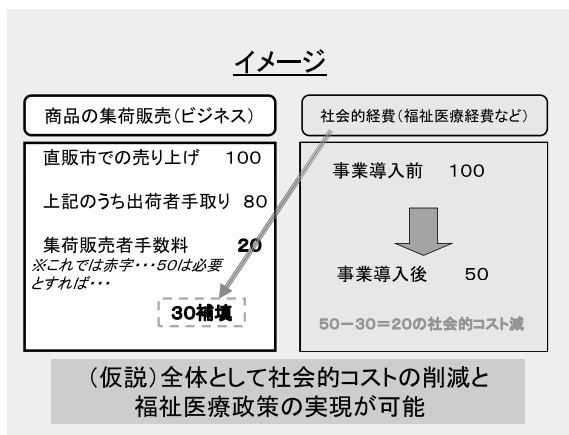 イメージ
商品の集荷販売（ビジネス）
直販市での売り上げ 100
上記のうち出荷者手取り 80
集荷販売者手数料 20
※これでは赤字・・・50は必要
とすれば・・・
30補填
社会的経費（福祉医療経費など）
事業導入前 100
事業導入後 50
50－30＝20の社会的コスト減
（仮説）全体として社会的コストの削減と
福祉医療政策の実現が可能